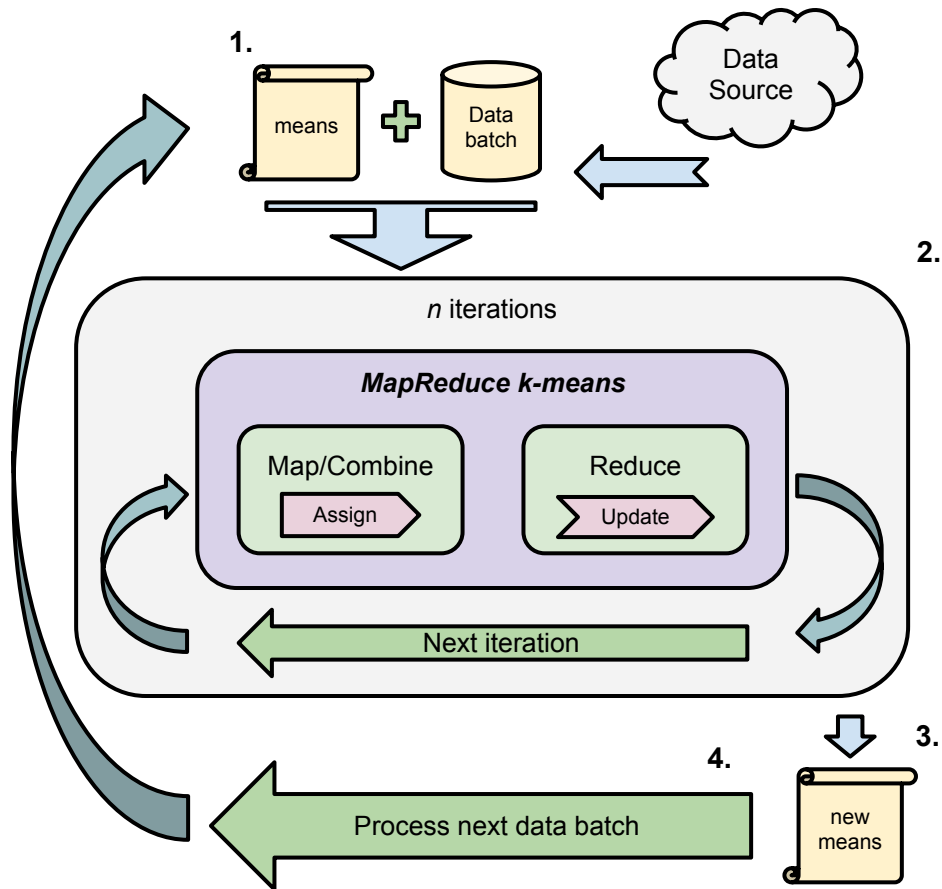 1.
means
Data
batch
Data
Source
2.
n iterations
MapReduce k-means
Map/Combine
Assign
Reduce
Update
Next iteration
3.
new
means
4.
Process next data batch